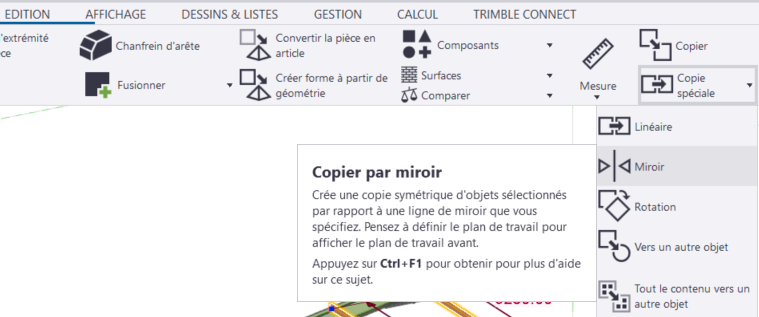 EDITION AFFICHAGE DESSINS & LISTES GESTION CALCUL TRIMBLE CONNECT
'extrémité
èce
Chanfrein d'arête
Fusionner
Convertir la pièce en
article
Créer forme à partir de
géométrie
Composants
Surfaces
Comparer
Mesure
Copier
Copie
spéciale
Linéaire
Miroir
Rotation
Vers un autre objet
Tout le contenu vers un
autre objet
Copier par miroir
Crée une copie symétrique d'objets sélectionnés
par rapport à une ligne de miroir que vous
spécifiez. Pensez à définir le plan de travail pour
afficher le plan de travail avant.
Appuyez sur Ctrl+F1 pour obtenir pour plus d'aide
sur ce sujet.